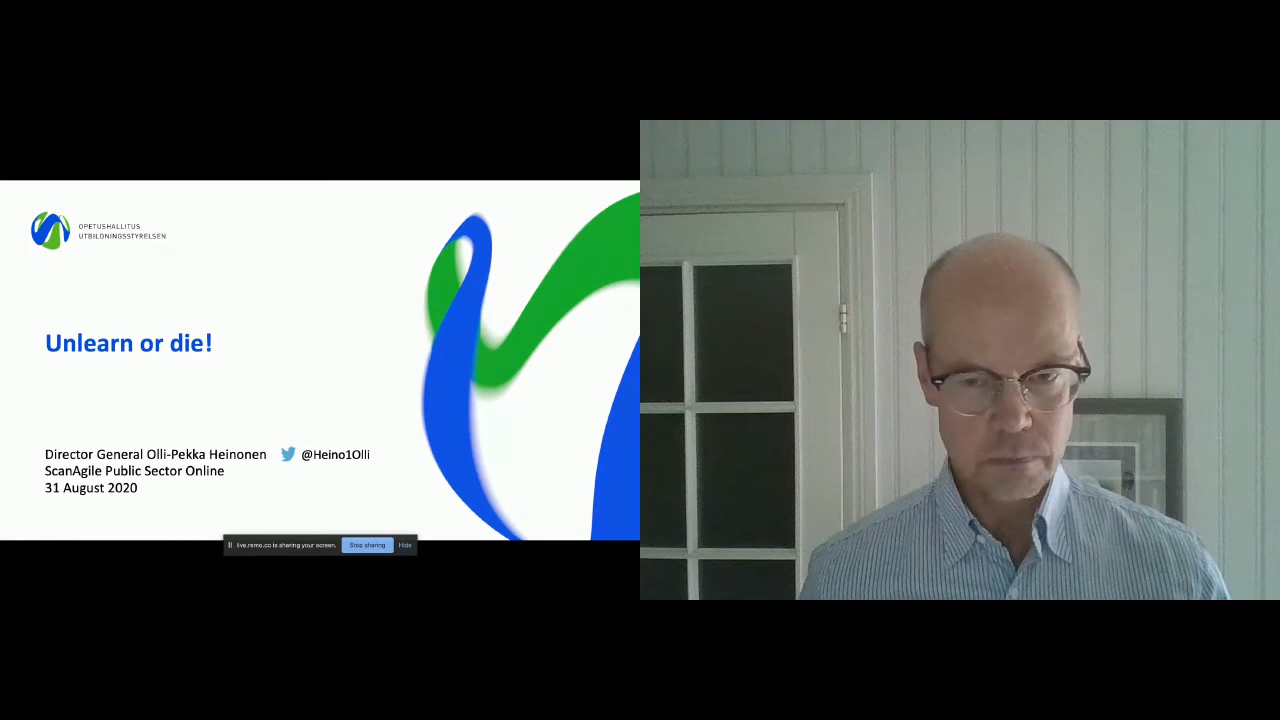 OPETUSHALLITUS
UTBILDNINGSSTYRELSEN
Unlearn or die!
Director General Olli-Pekka Heinonen @Heino1Olli
ScanAgile Public Sector Online
31 August 2020
live.remo.co is sharing your screen. Stop sharing Hide